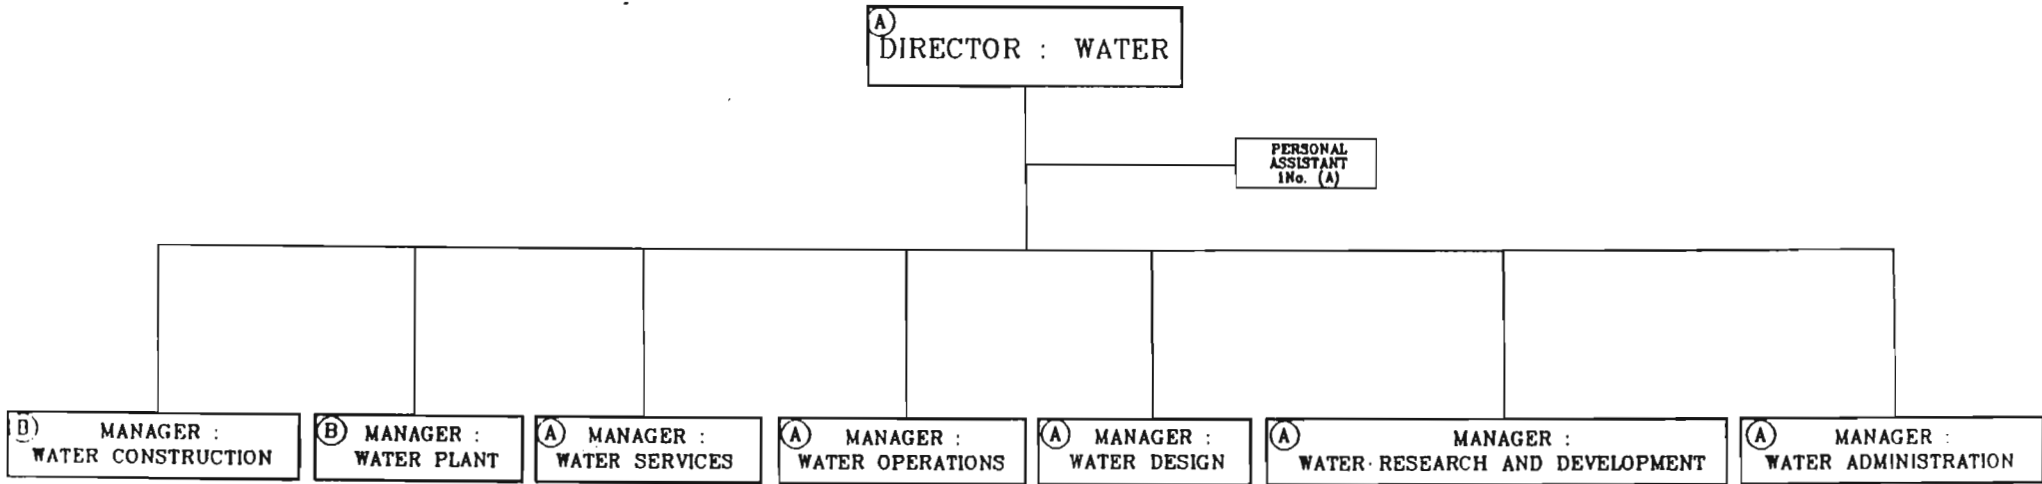 A
DIRECTOR : WATER
PERSONAL
ASSISTANT
1No. (A)
D
MANAGER :
WATER CONSTRUCTION
B
MANAGER :
WATER PLANT
A
MANAGER :
WATER SERVICES
A
MANAGER :
WATER OPERATIONS
A
MANAGER :
WATER DESIGN
A
MANAGER :
WATER RESEARCH AND DEVELOPMENT
A
MANAGER :
WATER ADMINISTRATION